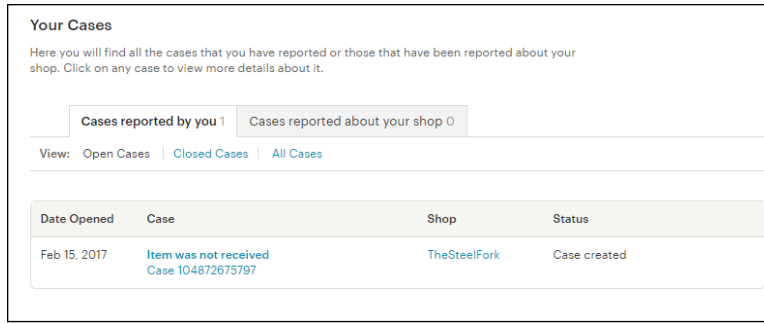 Your Cases
Here you will find all the cases that you have reported or those that have been reported about your
shop. Click on any case to view more details about it.
Cases reported by you 1 Cases reported about your shop 0
View: Open Cases Closed Cases All Cases
Date Opened Case Shop Status
Feb 15, 2017 Item was not received TheSteelFork Case created
Case 104872675797